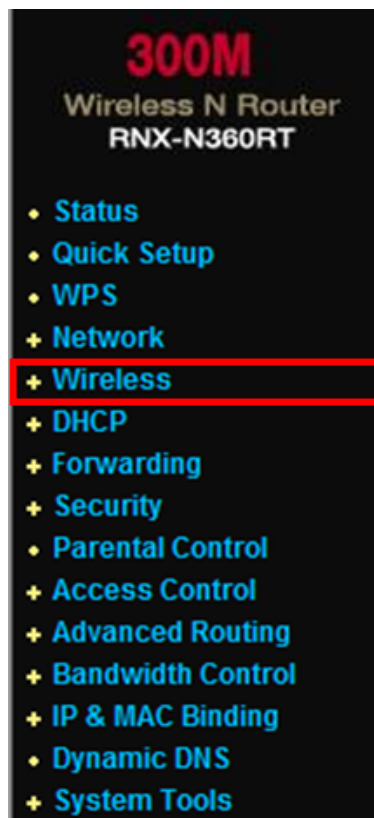 300M
Wireless N Router
RNX-N360RT
Status
Quick Setup
WPS
Network
Wireless
DHCP
Forwarding
Security
Parental Control
Access Control
Advanced Routing
Bandwidth Control
IP & MAC Binding
Dynamic DNS
System Tools